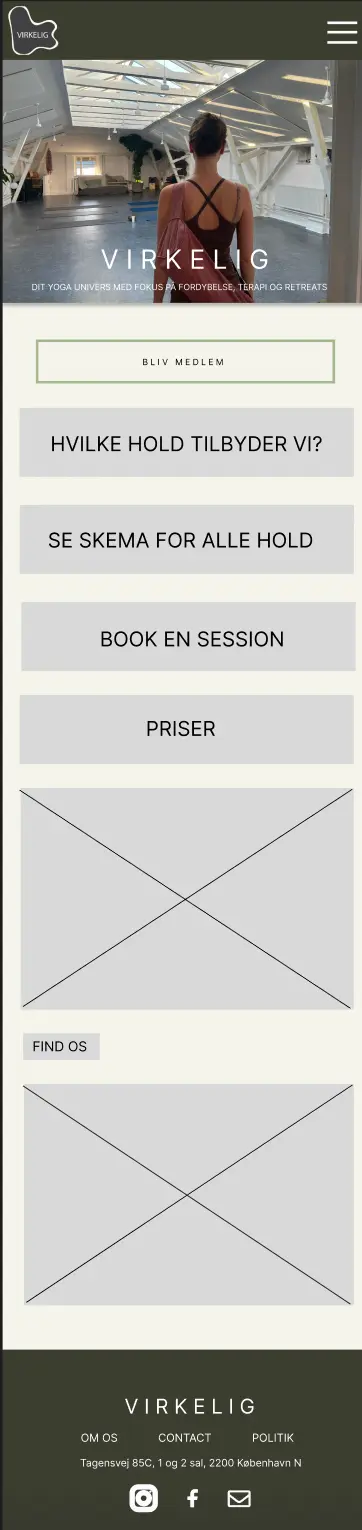 VIRKELIG
VIRKELIG
DIT YOGA UNIVERS MED FOKUS PÅ FORDYBELSE, TERAPI OG RETREATS
BLIV MEDLEM
HVILKE HOLD TILBYDER VI?
SE SKEMA FOR ALLE HOLD
BOOK EN SESSION
PRISER
FIND OS
VIRKELIG
OM OS CONTACT POLITIK
Tagensvej 85C, 1 og 2 sal, 2200 København N